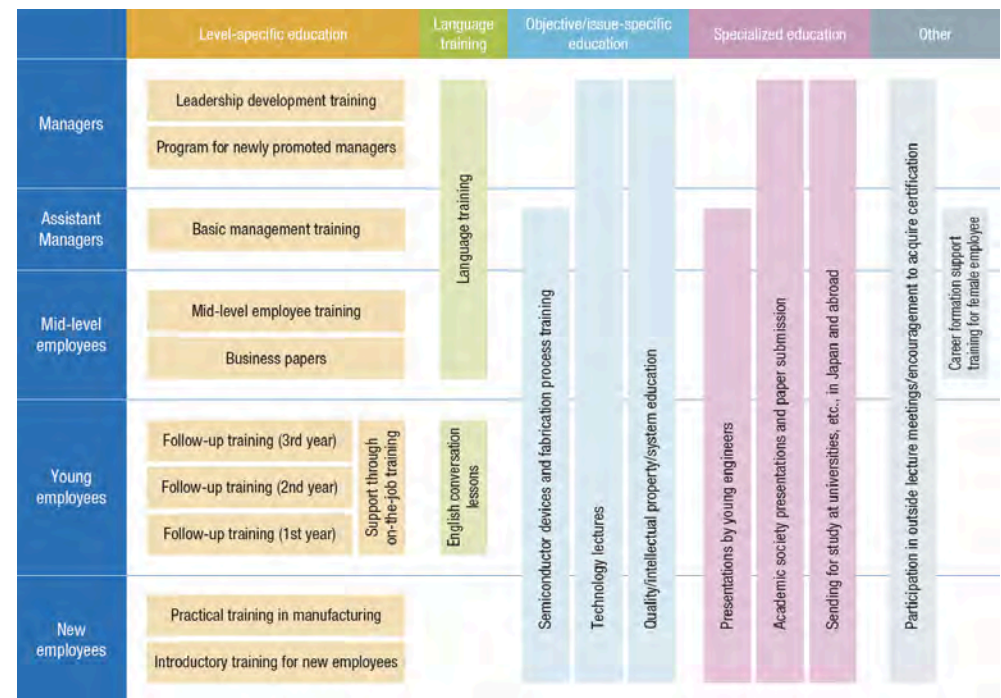 Level-specific education
Language
training
Objective/issue-specific
education
Specialized education
Other
Managers
Leadership development training
Program for newly promoted managers
Assistant
Managers
Basic management training
Mid-level
employees
Mid-level employee training
Business papers
Young
employees
Follow-up training (3rd year)
Follow-up training (2nd year)
Follow-up training (1st year)
Support through
on-the-job training
New
employees
Practical training in manufacturing
Introductory training for new employees
Language training
English conversation
lessons
Semiconductor devices and fabrication process training
Technology lectures
Quality/intellectual property/system education
Presentations by young engineers
Academic society presentations and paper submission
Sending for study at universities, etc., in Japan and abroad
Participation in outside lecture meetings/encouragement to acquire certification
Career formation support
training for female employee